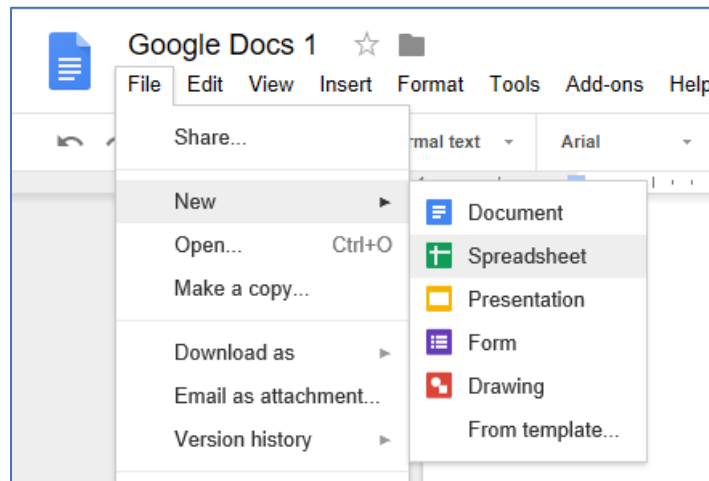 Google Docs 1
File Edit View Insert Format Tools Add-ons Help
Arial
text
Share...
New
Open... Ctrl+O
Make a copy...
Download as
Email as attachment...
Version history
Document
Spreadsheet
Presentation
Form
Drawing
From template...